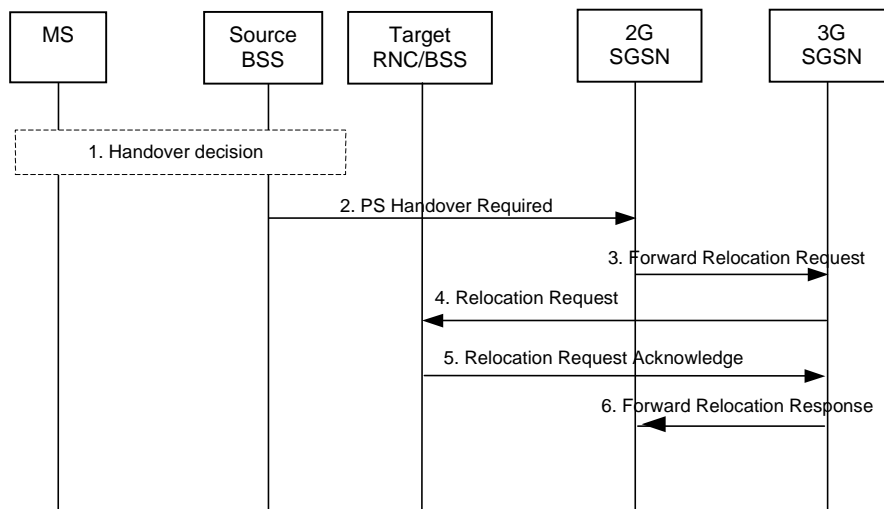 MS
Source
BSS
Target
RNC/BSS
2G
SGSN
3G
SGSN
1. Handover decision
2. PS Handover Required
3. Forward Relocation Request
4. Relocation Request
5. Relocation Request Acknowledge
6. Forward Relocation Response